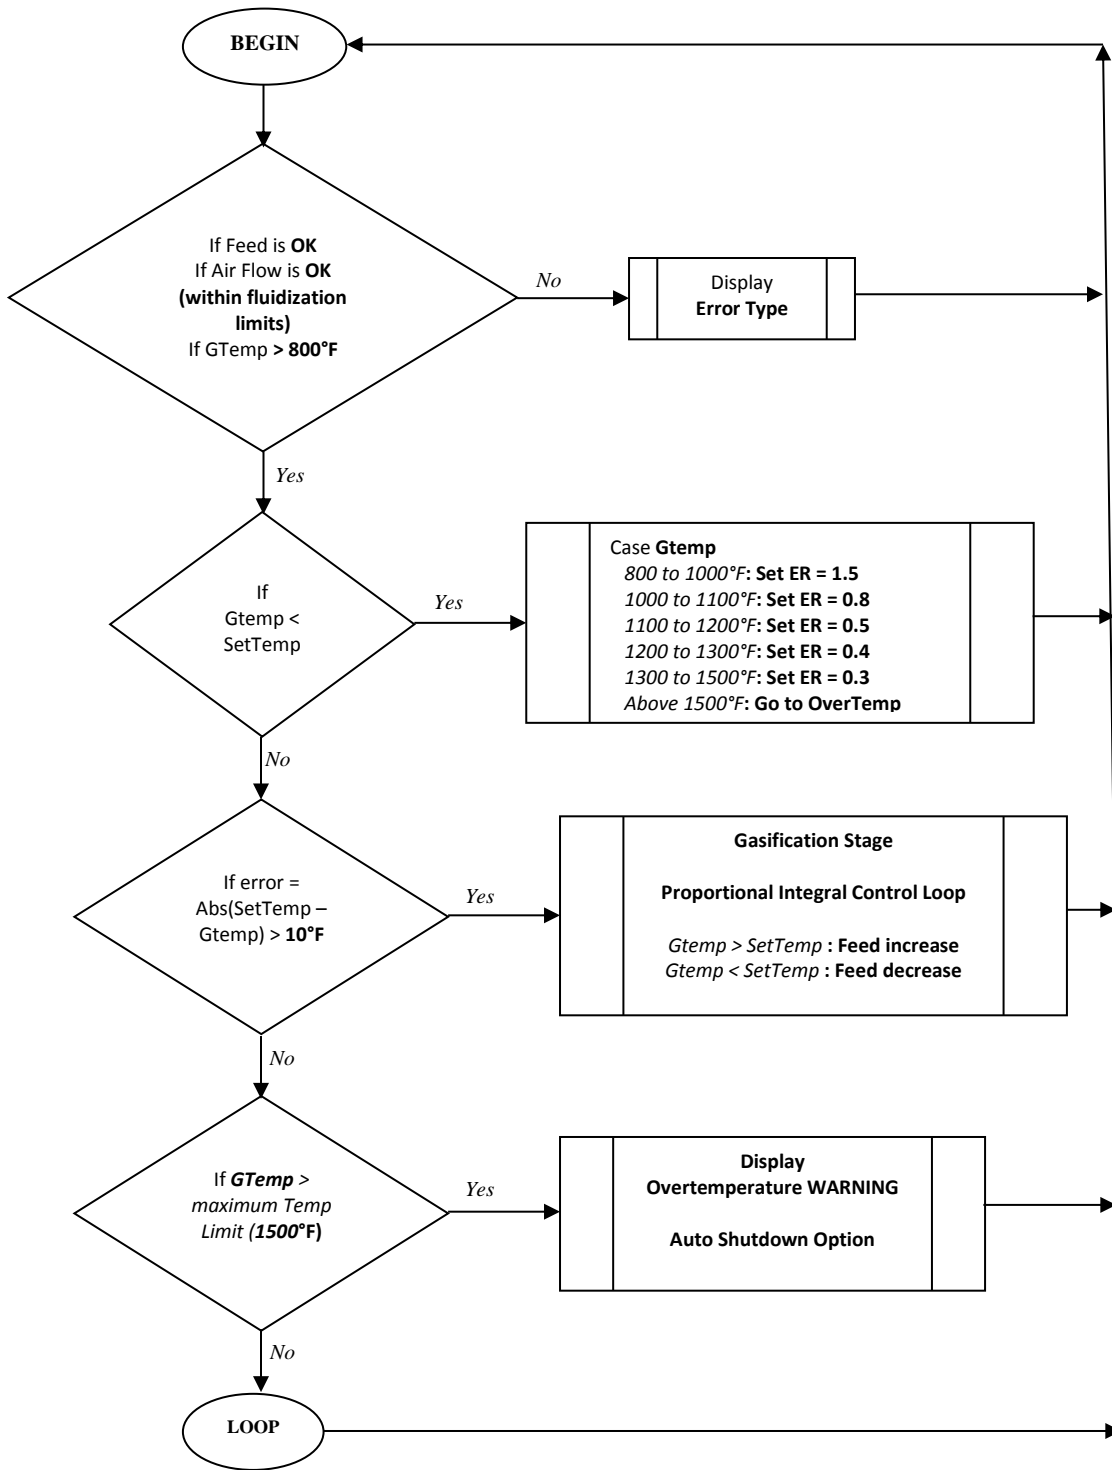 BEGIN
If Feed is OK
If Air Flow is OK
(within fluidization
limits)
If GTemp > 800°F
No
Display
Error Type
Yes
If
Gtemp <
SetTemp
Yes
Case Gtemp
800 to 1000°F: Set ER = 1.5
1000 to 1100°F: Set ER = 0.8
1100 to 1200°F: Set ER = 0.5
1200 to 1300°F: Set ER = 0.4
1300 to 1500°F: Set ER = 0.3
Above 1500°F: Go to OverTemp
No
If error =
Abs(SetTemp –
Gtemp) > 10°F
Yes
Gasification Stage
Proportional Integral Control Loop
Gtemp > SetTemp : Feed increase
Gtemp < SetTemp : Feed decrease
No
If GTemp >
maximum Temp
Limit (1500°F)
Yes
Display
Overtemperature WARNING
Auto Shutdown Option
No
LOOP